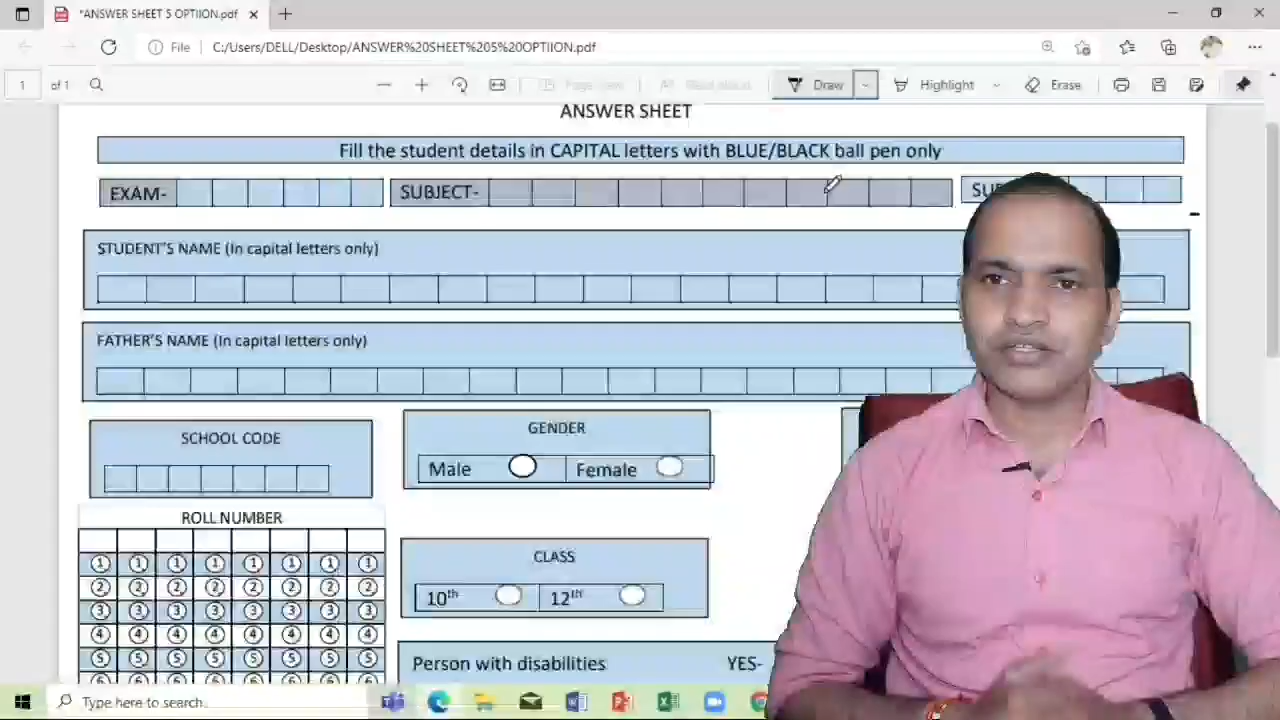 *ANSWER SHEET 5 OPTIION.pdf
File C:/Users/DELL/Desktop/ANSWER%20SHEET%205%20OPTIION.pdf
1 of 1 Page view Read aloud Draw Highlight Erase
ANSWER SHEET
Fill the student details in CAPITAL letters with BLUE/BLACK ball pen only
EXAM- SUBJECT-
STUDENT'S NAME (In capital letters only)
FATHER'S NAME (In capital letters only)
SCHOOL CODE
GENDER
Male Female
ROLL NUMBER
1 1 1 1 1 1 1 1
2 2 2 2 2 2 2 2
3 3 3 3 3 3 3 3
4 4 4 4 4 4 4 4
5 5 5 5 5 5 5 5
CLASS
10th 12th
Person with disabilities YES-
Type here to search